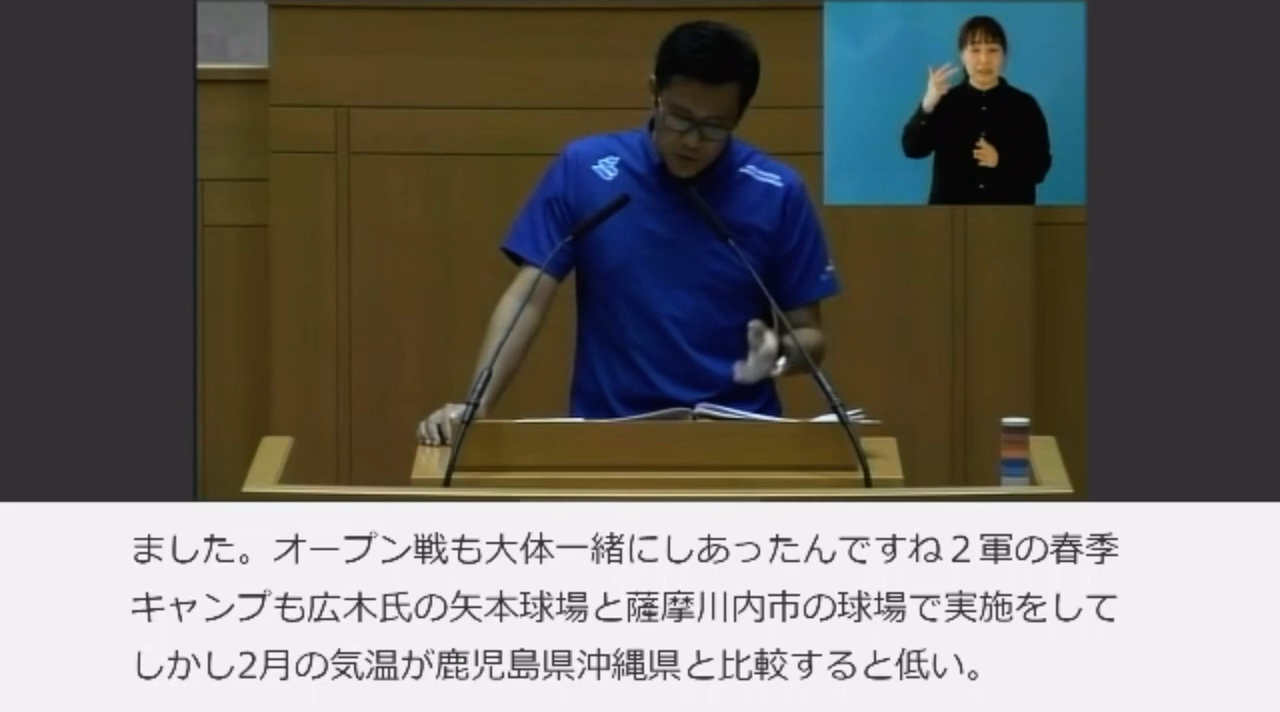 ました。オープン戦も大体一緒にしあったんですね２軍の春季
キャンプも広木氏の矢本球場と薩摩川内市の球場で実施をして
しかし2月の気温が鹿児島県沖縄県と比較すると低い。